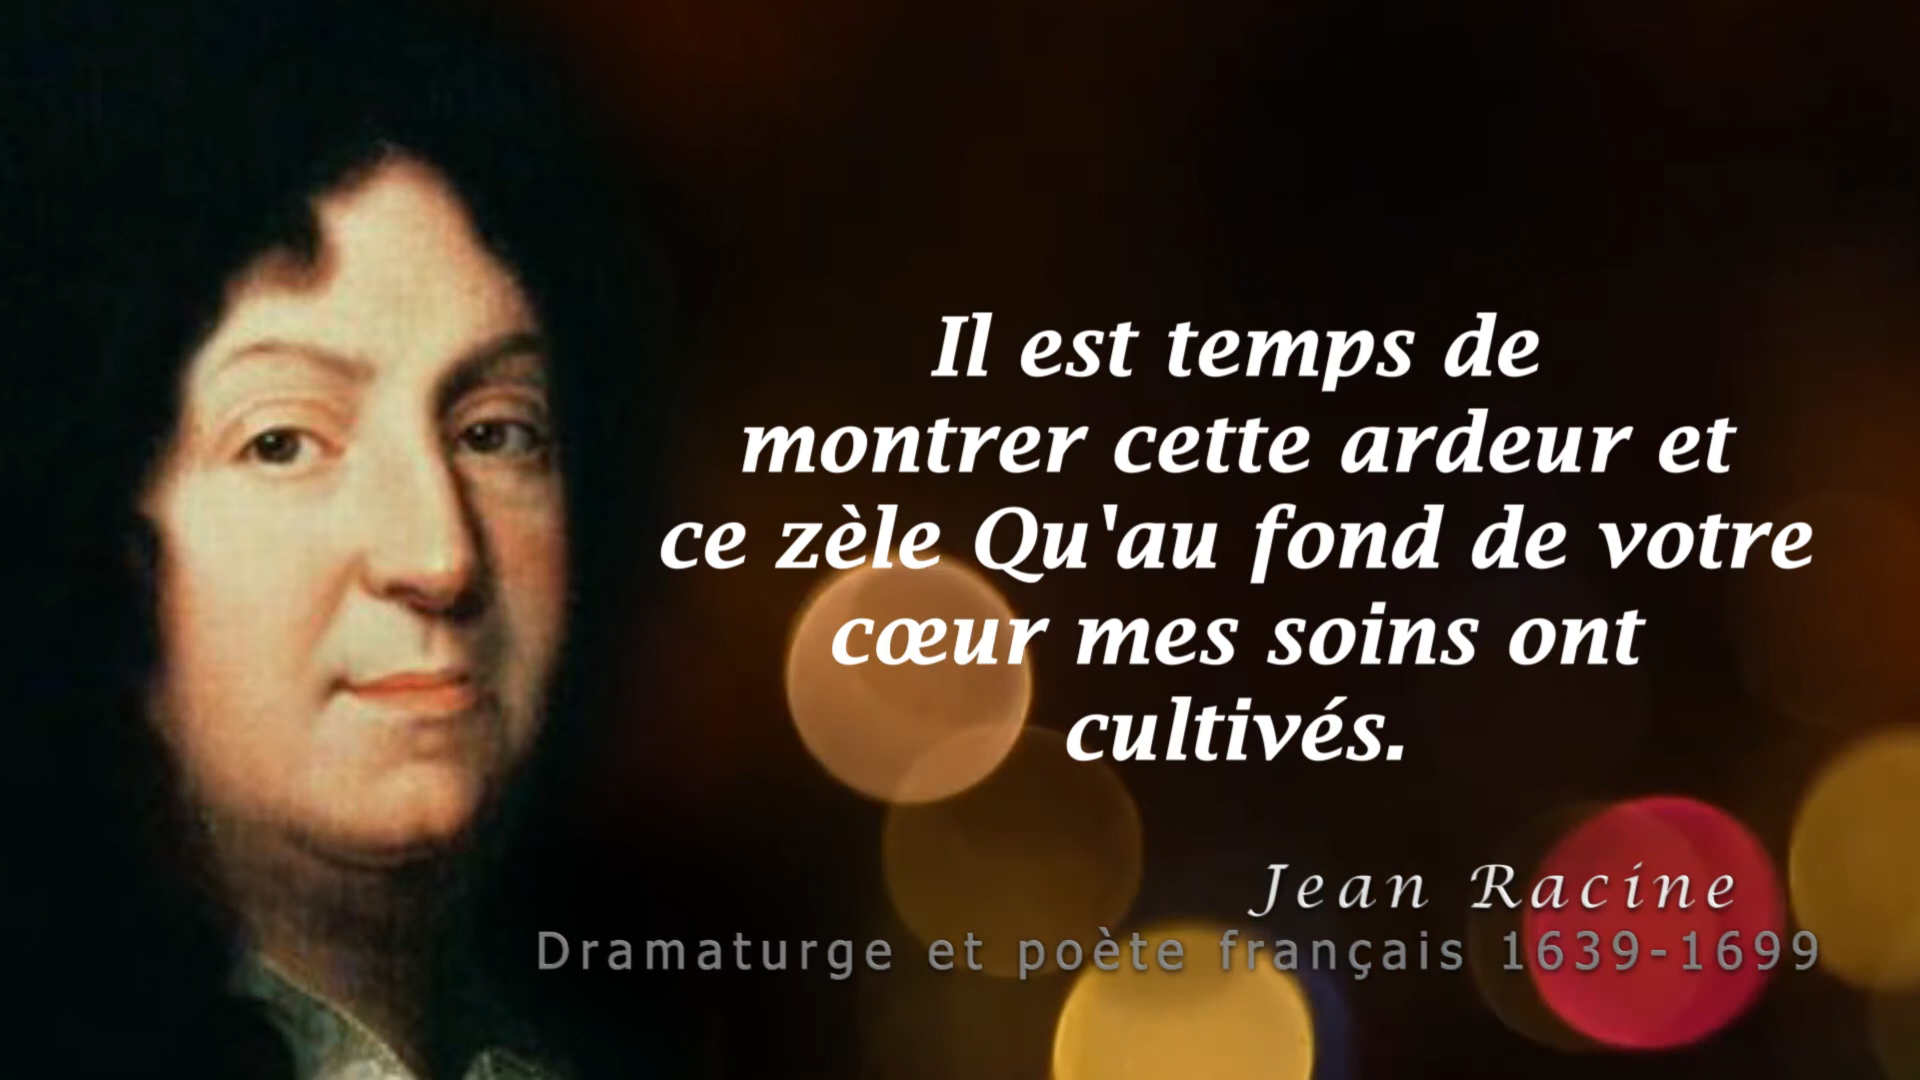 Il est temps de
montrer cette ardeur et
ce zèle Qu'au fond de votre
cœur mes soins ont
cultivés.
Jean Racine
Dramaturge et poète français 1639-1699